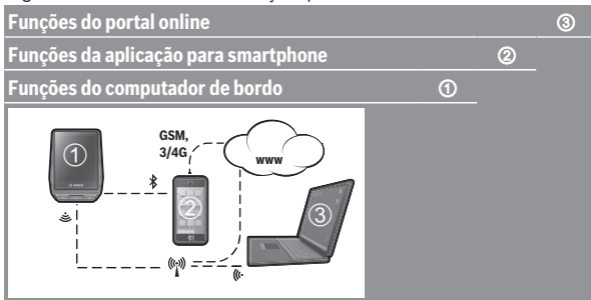 Funções do portal online ③
Funções da aplicação para smartphone ②
Funções do computador de bordo ①
GSM,
3/4G
www
①
②
③